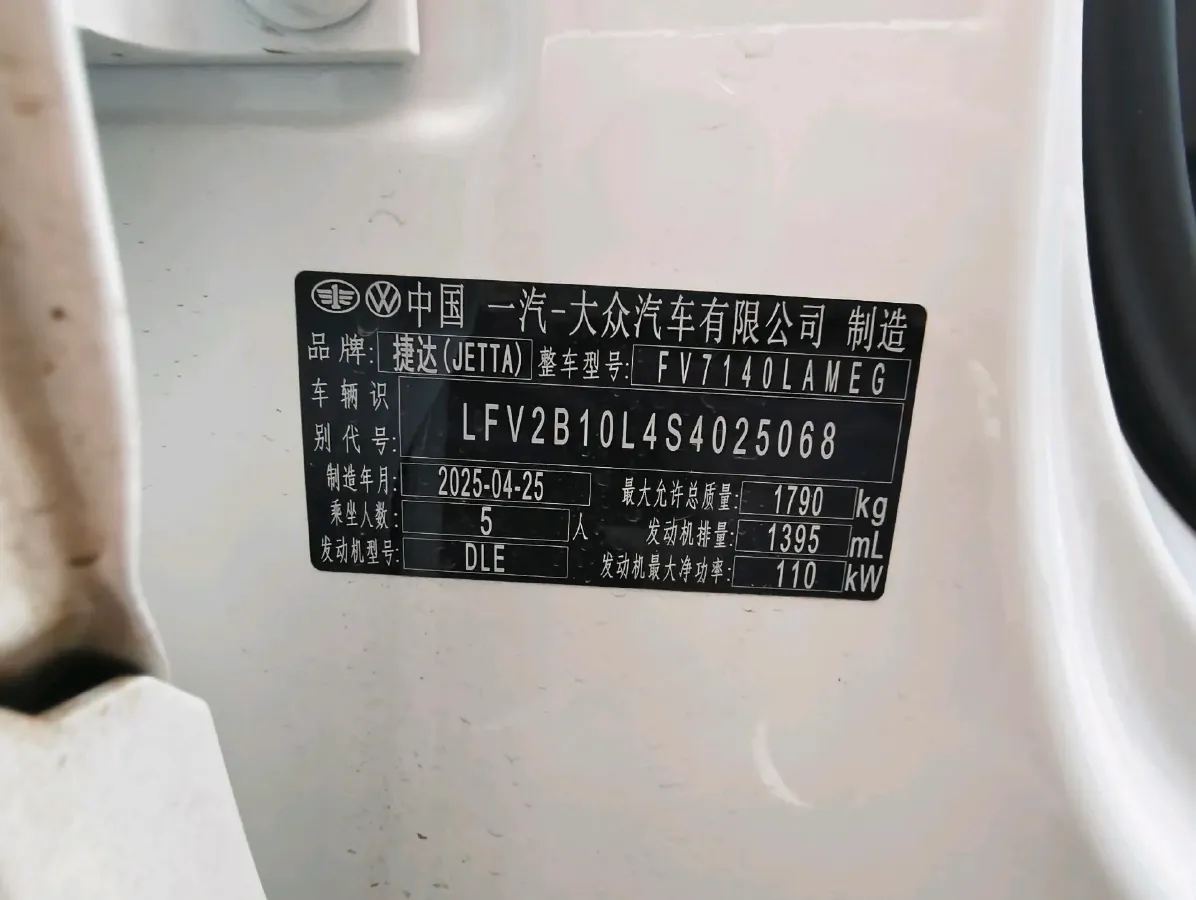 中国 一汽-大众汽车有限公司 制造
品牌: 捷达(JETTA) 整车型号: FV7140LAMEG
车辆识别代号: LFV2B10L4S4025068
制造年月: 2025-04-25 最大允许总质量: 1790 kg
乘坐人数: 5 人 发动机排量: 1395 mL
发动机型号: DLE 发动机最大净功率: 110 kW